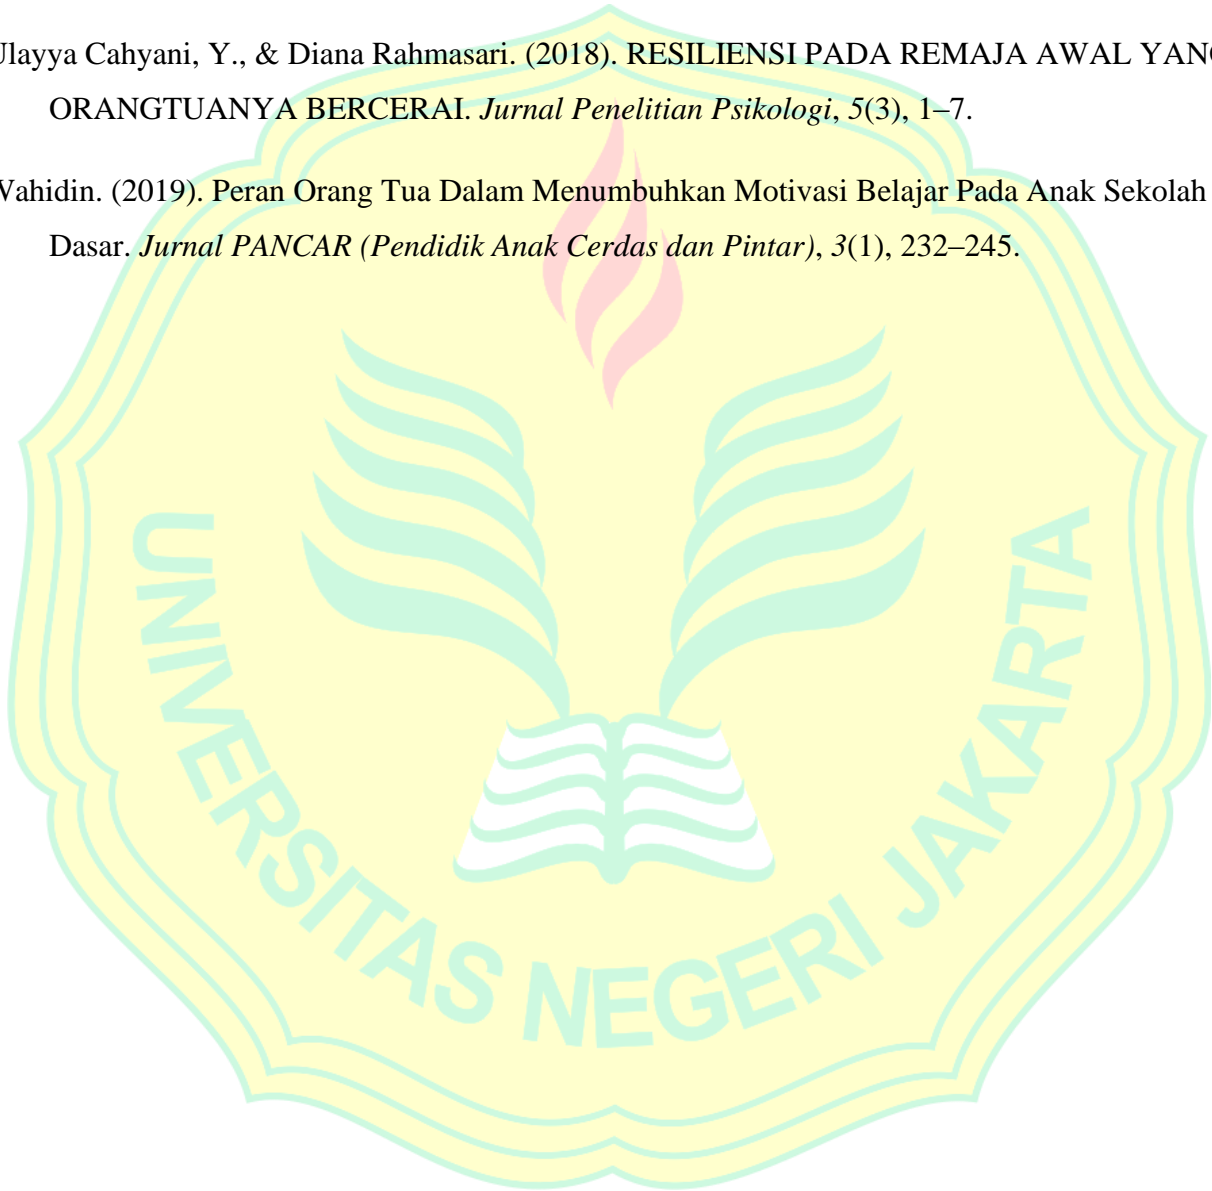 Ulayya Cahyani, Y., & Diana Rahmasari. (2018). RESILIENSI PADA REMAJA AWAL YANG
ORANGTUANYA BERCERAI. Jurnal Penelitian Psikologi, 5(3), 1–7.
Wahidin. (2019). Peran Orang Tua Dalam Menumbuhkan Motivasi Belajar Pada Anak Sekolah
Dasar. Jurnal PANCAR (Pendidik Anak Cerdas dan Pintar), 3(1), 232–245.
UNIVERSITAS NEGERI JAKARTA